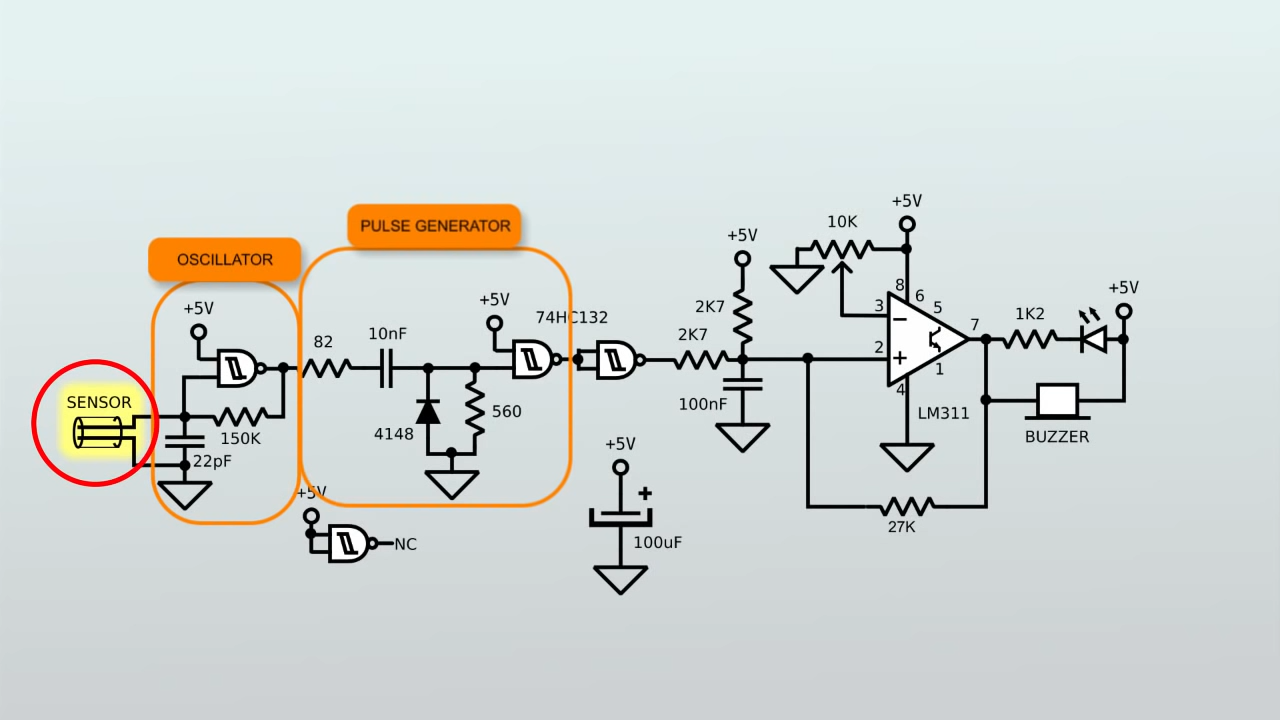 PULSE GENERATOR
OSCILLATOR
SENSOR
+5V
150K
22pF
82
10nF
4148
560
+5V
74HC132
+5V
NC
+5V
+
100uF
2K7
+5V
2K7
100nF
10K
+5V
8
6
5
3
−
2
+
1
4
7
LM311
1K2
+5V
BUZZER
27K